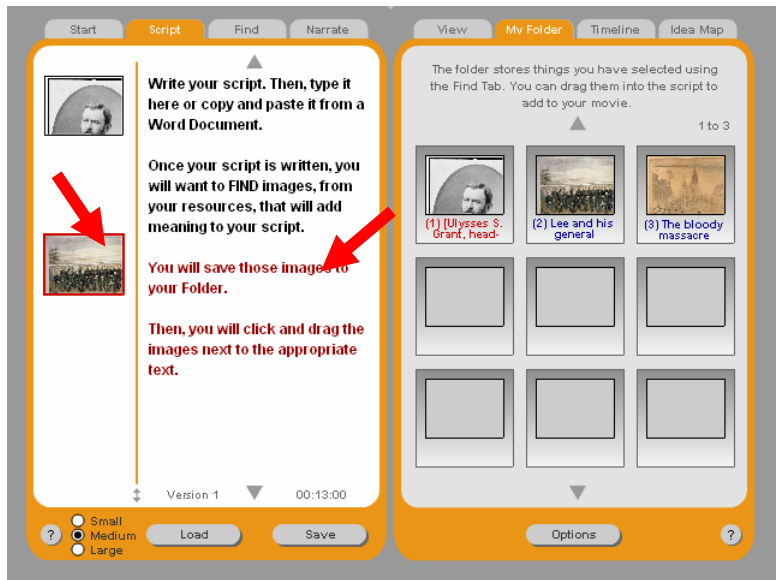 Start Script Find Narrate
Write your script. Then, type it
here or copy and paste it from a
Word Document.
Once your script is written, you
will want to FIND images, from
your resources, that will add
meaning to your script.
You will save those images to
your Folder.
Then, you will click and drag the
images next to the appropriate
text.
Version 1 00:13:00
? Small
Medium
Large
Load Save
View My Folder Timeline Idea Map
The folder stores things you have selected using
the Find Tab. You can drag them into the script to
add to your movie.
1 to 3
(1) [Ulysses S.
Grant, head-
(2) Lee and his
general
(3) The bloody
massacre
Options ?